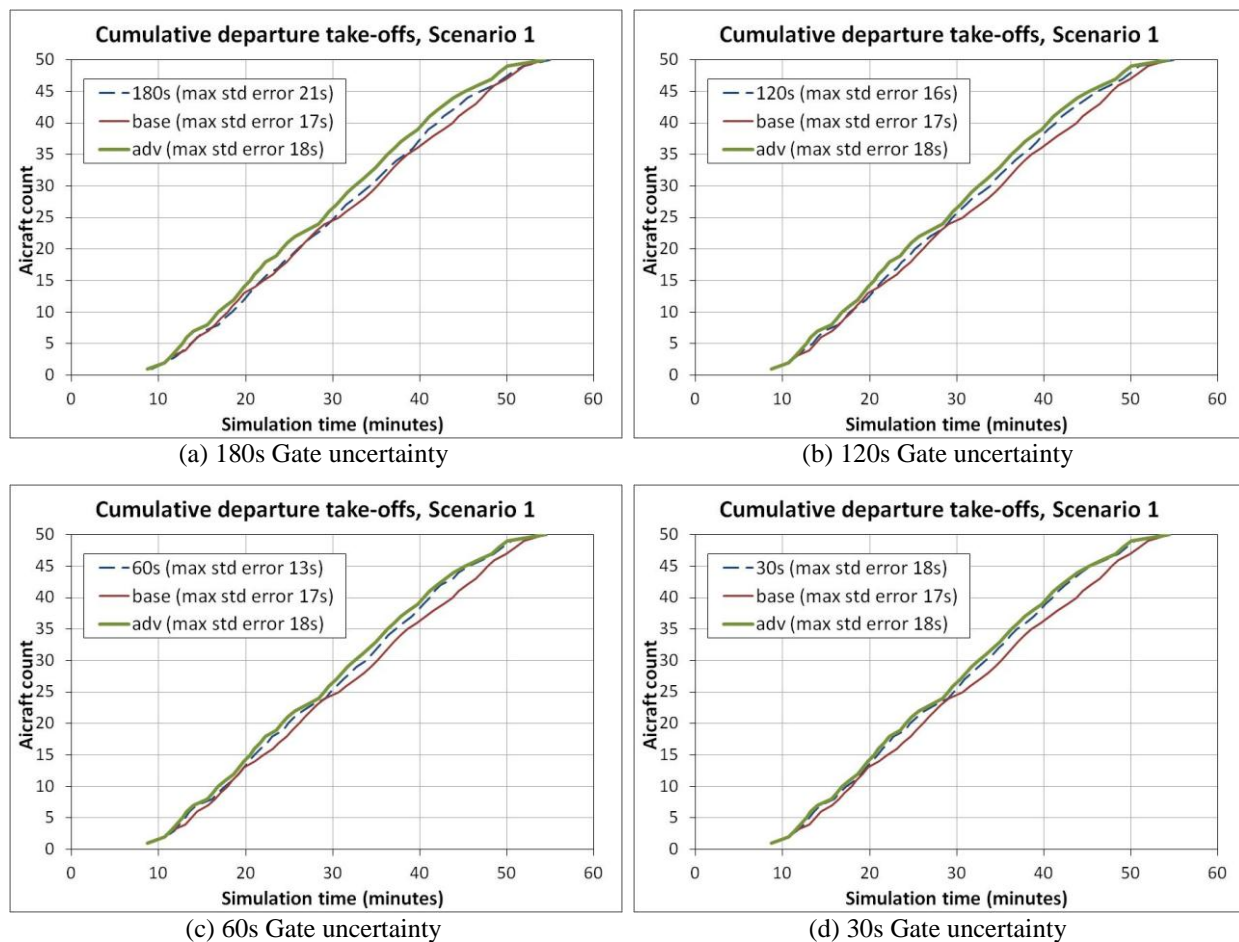 Cumulative departure take-offs, Scenario 1
50
45
40
35
30
25
20
15
10
5
0
Aicraft count
180s (max std error 21s)
base (max std error 17s)
adv (max std error 18s)
0 10 20 30 40 50 60
Simulation time (minutes)
(a) 180s Gate uncertainty
Cumulative departure take-offs, Scenario 1
50
45
40
35
30
25
20
15
10
5
0
Aicraft count
120s (max std error 16s)
base (max std error 17s)
adv (max std error 18s)
0 10 20 30 40 50 60
Simulation time (minutes)
(b) 120s Gate uncertainty
Cumulative departure take-offs, Scenario 1
50
45
40
35
30
25
20
15
10
5
0
Aicraft count
60s (max std error 13s)
base (max std error 17s)
adv (max std error 18s)
0 10 20 30 40 50 60
Simulation time (minutes)
(c) 60s Gate uncertainty
Cumulative departure take-offs, Scenario 1
50
45
40
35
30
25
20
15
10
5
0
Aicraft count
30s (max std error 18s)
base (max std error 17s)
adv (max std error 18s)
0 10 20 30 40 50 60
Simulation time (minutes)
(d) 30s Gate uncertainty